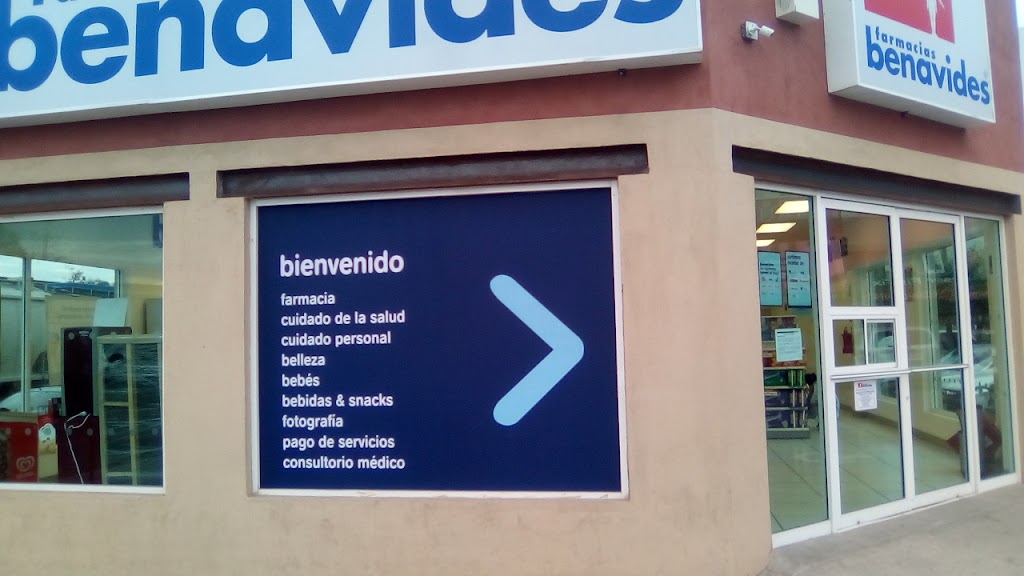 benavides
farmacias
benavides
bienvenido
farmacia
cuidado de la salud
cuidado personal
belleza
bebés
bebidas & snacks
fotografía
pago de servicios
consultorio médico